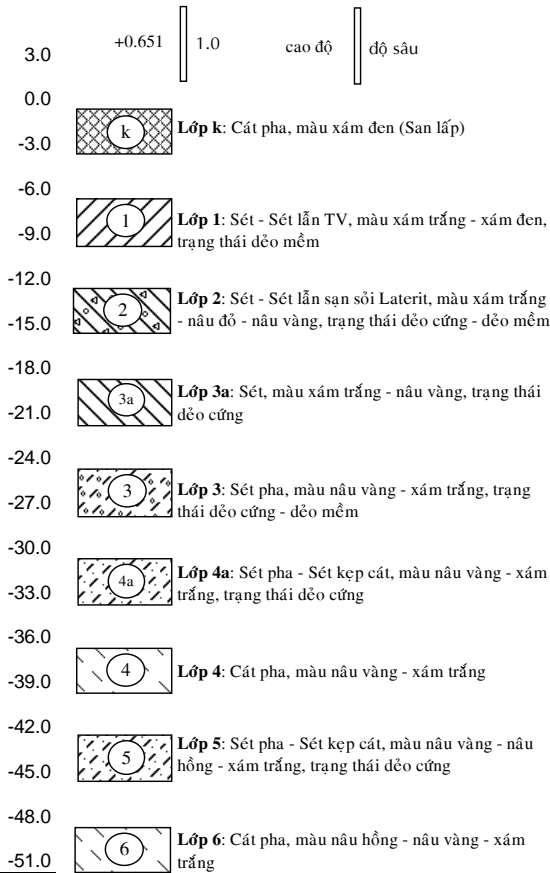 +0.651 1.0 cao độ độ sâu
3.0
0.0
k Lớp k: Cát pha, màu xám đen (San lấp)
-3.0
-6.0
1 Lớp 1: Sét - Sét lẫn TV, màu xám trắng - xám đen,
-9.0 trạng thái dẻo mềm
-12.0
2 Lớp 2: Sét - Sét lẫn sạn sỏi Laterit, màu xám trắng
-15.0 - nâu đỏ - nâu vàng, trạng thái dẻo cứng - dẻo mềm
-18.0
3a Lớp 3a: Sét, màu xám trắng - nâu vàng, trạng thái
-21.0 dẻo cứng
-24.0
3 Lớp 3: Sét pha, màu nâu vàng - xám trắng, trạng
-27.0 thái dẻo cứng - dẻo mềm
-30.0
4a Lớp 4a: Sét pha - Sét kẹp cát, màu nâu vàng - xám
-33.0 trắng, trạng thái dẻo cứng
-36.0
4 Lớp 4: Cát pha, màu nâu vàng - xám trắng
-39.0
-42.0
5 Lớp 5: Sét pha - Sét kẹp cát, màu nâu vàng - nâu
-45.0 hồng - xám trắng, trạng thái dẻo cứng
-48.0
6 Lớp 6: Cát pha, màu nâu hồng - nâu vàng - xám
-51.0 trắng